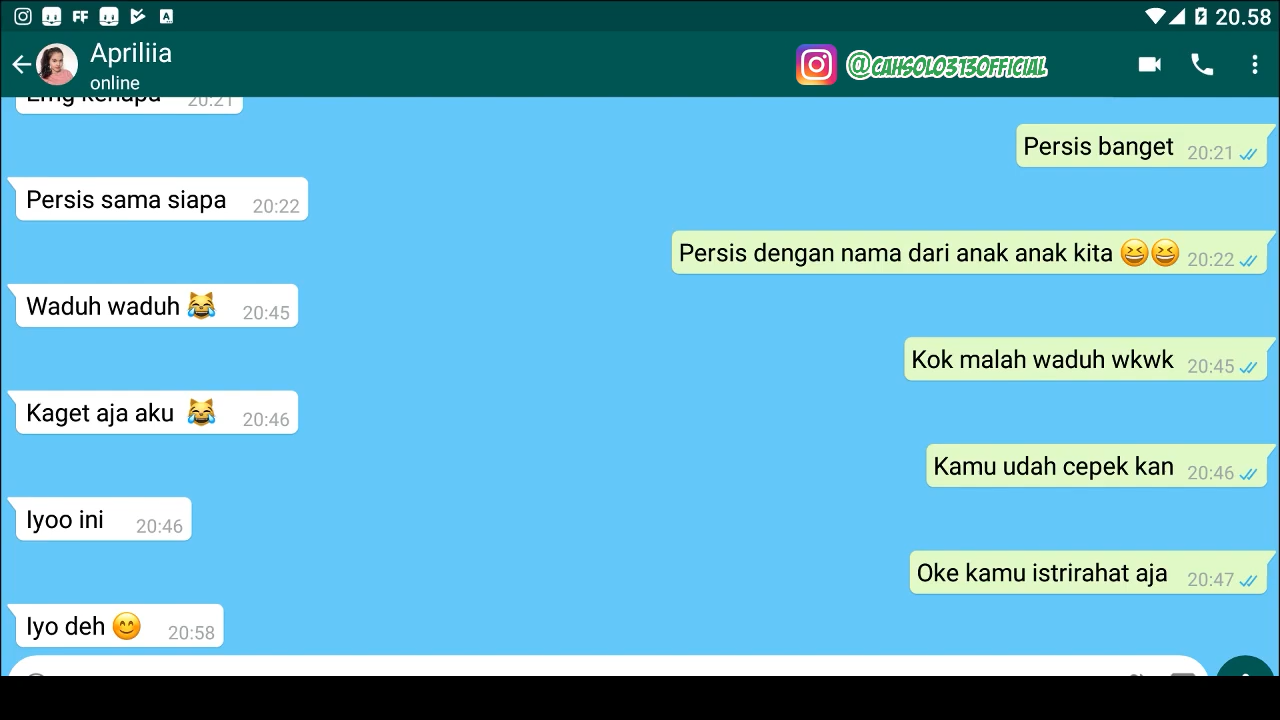 FF
20.58
Apriliia
@CAHSOLO313OFFICIAL
online
20:21
Persis banget 20:21
Persis sama siapa 20:22
Persis dengan nama dari anak anak kita 😆😆 20:22
Waduh waduh 😹 20:45
Kok malah waduh wkwk 20:45
Kaget aja aku 😹 20:46
Kamu udah cepek kan 20:46
Iyoo ini 20:46
Oke kamu istrirahat aja 20:47
Iyo deh 😊 20:58